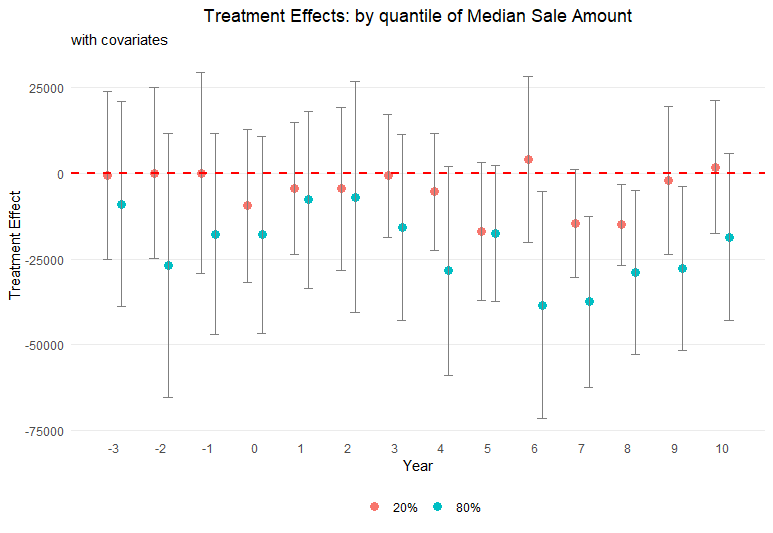 Treatment Effects: by quantile of Median Sale Amount
with covariates
25000
0
-25000
-50000
-75000
Treatment Effect
-3 -2 -1 0 1 2 3 4 5 6 7 8 9 10
Year
20% 80%